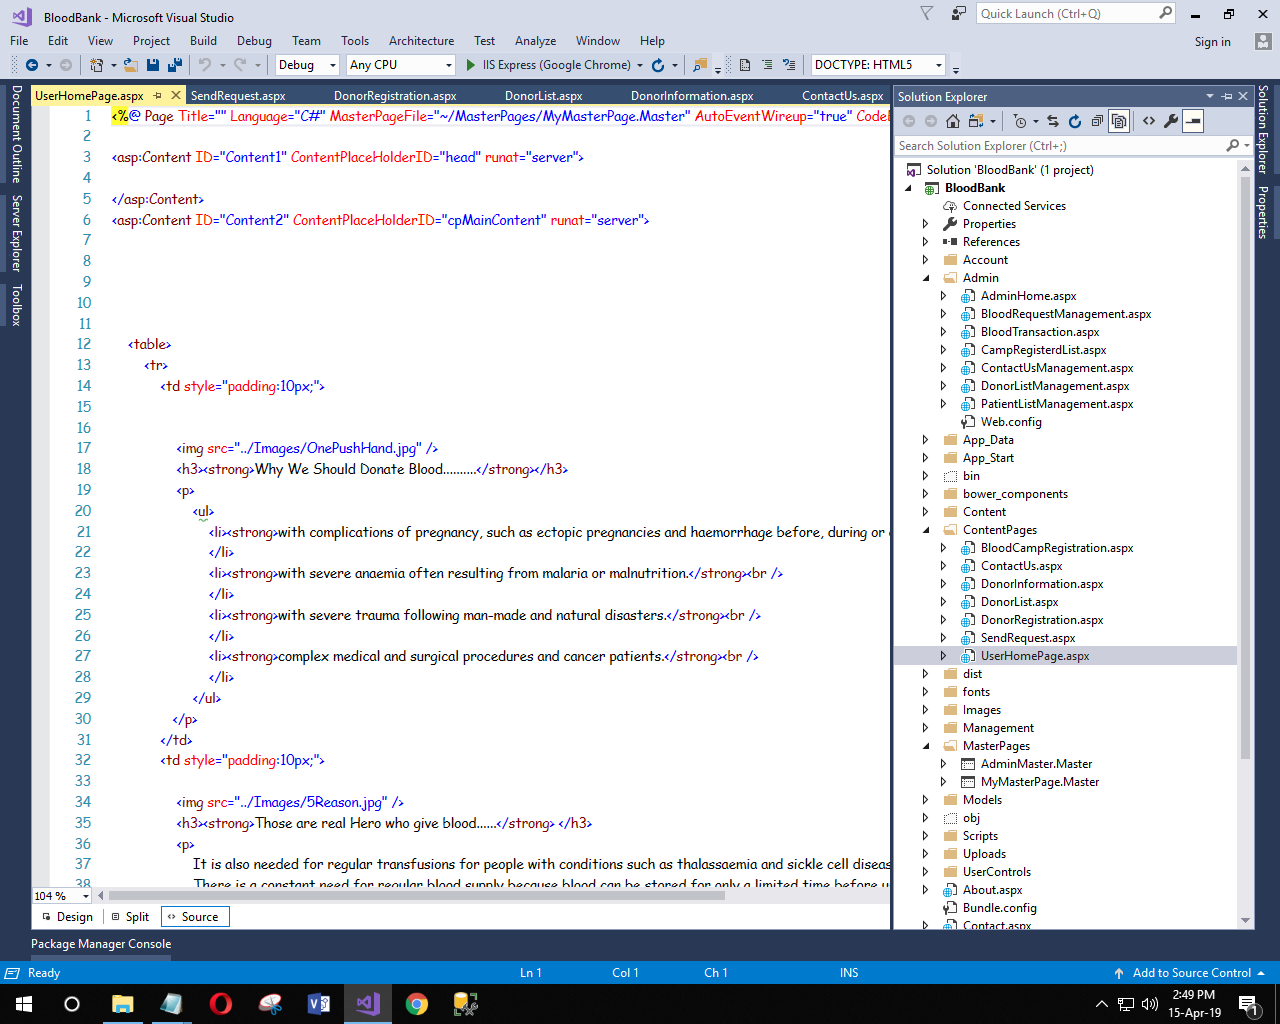 BloodBank - Microsoft Visual Studio
Quick Launch (Ctrl+Q)
File Edit View Project Build Debug Team Tools Architecture Test Analyze Window Help
Sign in
Debug Any CPU IIS Express (Google Chrome) DOCTYPE: HTML5
Document Outline
Server Explorer
Toolbox
UserHomePage.aspx SendRequest.aspx DonorRegistration.aspx DonorList.aspx DonorInformation.aspx ContactUs.aspx
1 <%@ Page Title="" Language="C#" MasterPageFile="~/MasterPages/MyMasterPage.Master" AutoEventWireup="true" CodeB
2
3 <asp:Content ID="Content1" ContentPlaceHolderID="head" runat="server">
4
5 </asp:Content>
6 <asp:Content ID="Content2" ContentPlaceHolderID="cpMainContent" runat="server">
7
8
9
10
11
12 <table>
13 <tr>
14 <td style="padding:10px;">
15
16
17 <img src="../Images/OnePushHand.jpg" />
18 <h3><strong>Why We Should Donate Blood..........</strong></h3>
19 <p>
20 <ul>
21 <li><strong>with complications of pregnancy, such as ectopic pregnancies and haemorrhage before, during or
22 </li>
23 <li><strong>with severe anaemia often resulting from malaria or malnutrition.</strong><br />
24 </li>
25 <li><strong>with severe trauma following man-made and natural disasters.</strong><br />
26 </li>
27 <li><strong>complex medical and surgical procedures and cancer patients.</strong><br />
28 </li>
29 </ul>
30 </p>
31 </td>
32 <td style="padding:10px;">
33
34 <img src="../Images/5Reason.jpg" />
35 <h3><strong>Those are real Hero who give blood......</strong> </h3>
36 <p>
37 It is also needed for regular transfusions for people with conditions such as thalassaemia and sickle cell diseas
38 There is a constant need for regular blood supply because blood can be stored for only a limited time before u
104 %
Design Split Source
Package Manager Console
Solution Explorer
Search Solution Explorer (Ctrl+;)
Solution 'BloodBank' (1 project)
BloodBank
Connected Services
Properties
References
Account
Admin
AdminHome.aspx
BloodRequestManagement.aspx
BloodTransaction.aspx
CampRegisterdList.aspx
ContactUsManagement.aspx
DonorListManagement.aspx
PatientListManagement.aspx
Web.config
App_Data
App_Start
bin
bower_components
Content
ContentPages
BloodCampRegistration.aspx
ContactUs.aspx
DonorInformation.aspx
DonorList.aspx
DonorRegistration.aspx
SendRequest.aspx
UserHomePage.aspx
dist
fonts
Images
Management
MasterPages
AdminMaster.Master
MyMasterPage.Master
Models
obj
Scripts
Uploads
UserControls
About.aspx
Bundle.config
Contact.aspx
Solution Explorer
Properties
Ready Ln 1 Col 1 Ch 1 INS Add to Source Control
2:49 PM
15-Apr-19
1